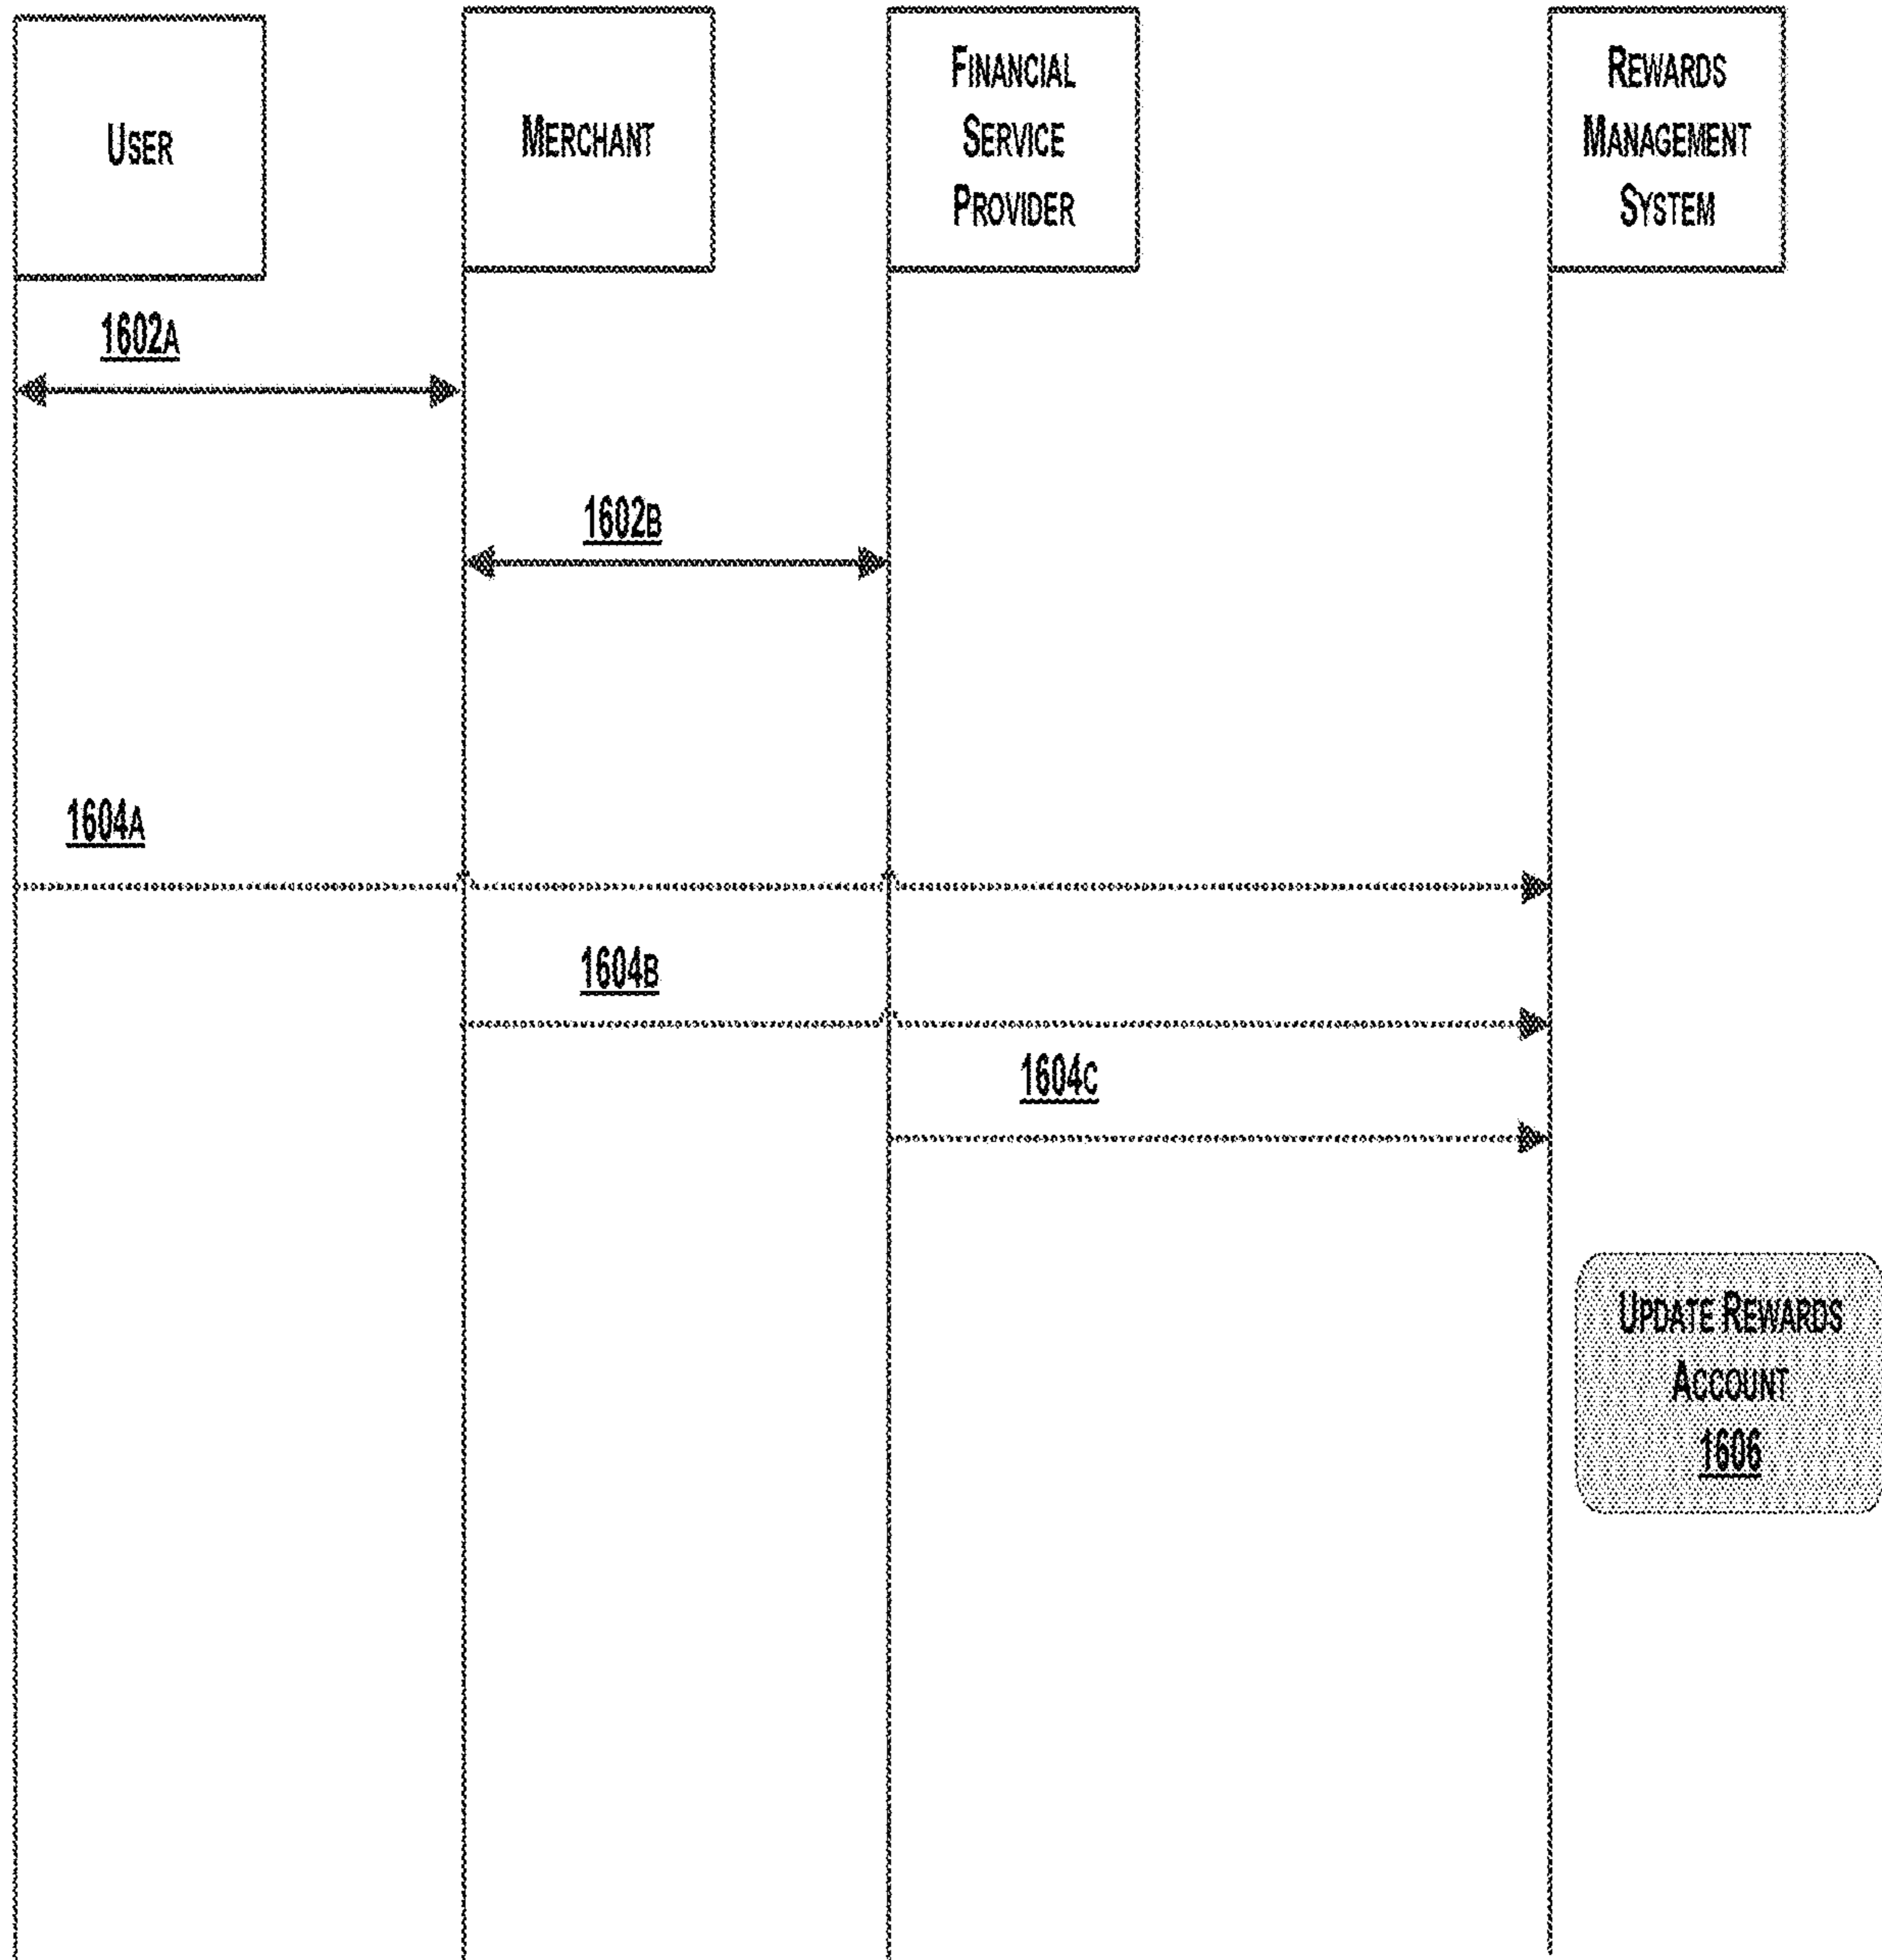 USER
MERCHANT
FINANCIAL
SERVICE
PROVIDER
REWARDS
MANAGEMENT
SYSTEM
1602A
1602B
1604A
1604B
1604C
UPDATE REWARDS
ACCOUNT
1606